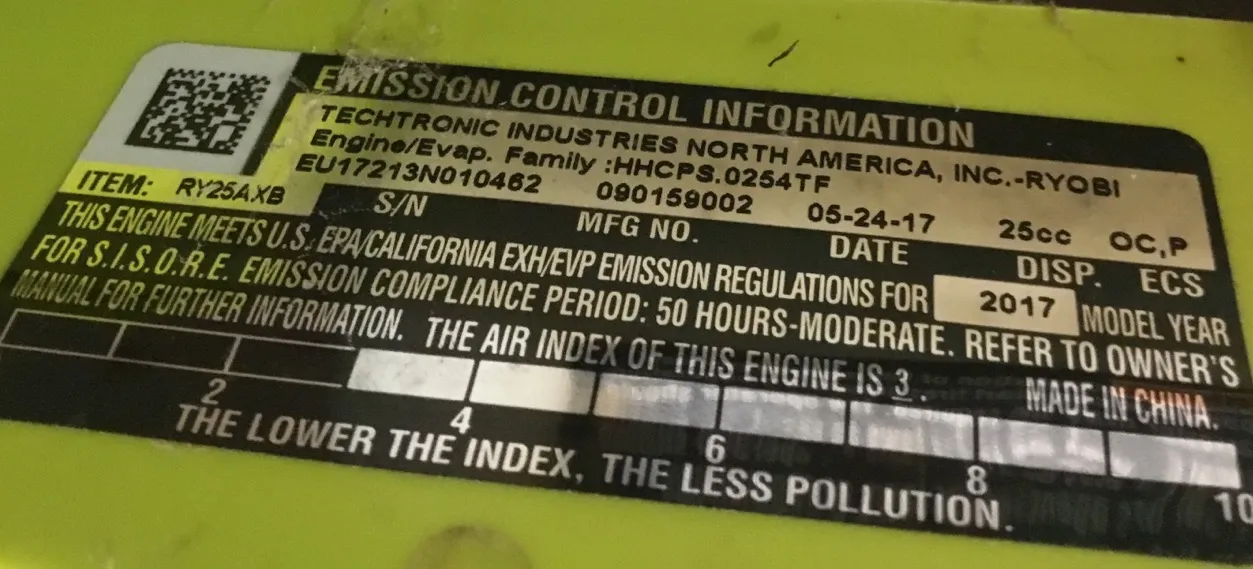 EMISSION CONTROL INFORMATION
TECHTRONIC INDUSTRIES NORTH AMERICA, INC.-RYOBI
Engine/Evap. Family :HHCPS.0254TF
EU17213N010462 090159002 05-24-17 25cc OC,P
ITEM: RY25AXB S/N MFG NO. DATE DISP. ECS
THIS ENGINE MEETS U.S. EPA/CALIFORNIA EXH/EVP EMISSION REGULATIONS FOR 2017 MODEL YEAR
FOR S.I.S.O.R.E. EMISSION COMPLIANCE PERIOD: 50 HOURS-MODERATE. REFER TO OWNER'S
MANUAL FOR FURTHER INFORMATION. THE AIR INDEX OF THIS ENGINE IS 3. MADE IN CHINA.
2 4 6 8 10
THE LOWER THE INDEX, THE LESS POLLUTION.